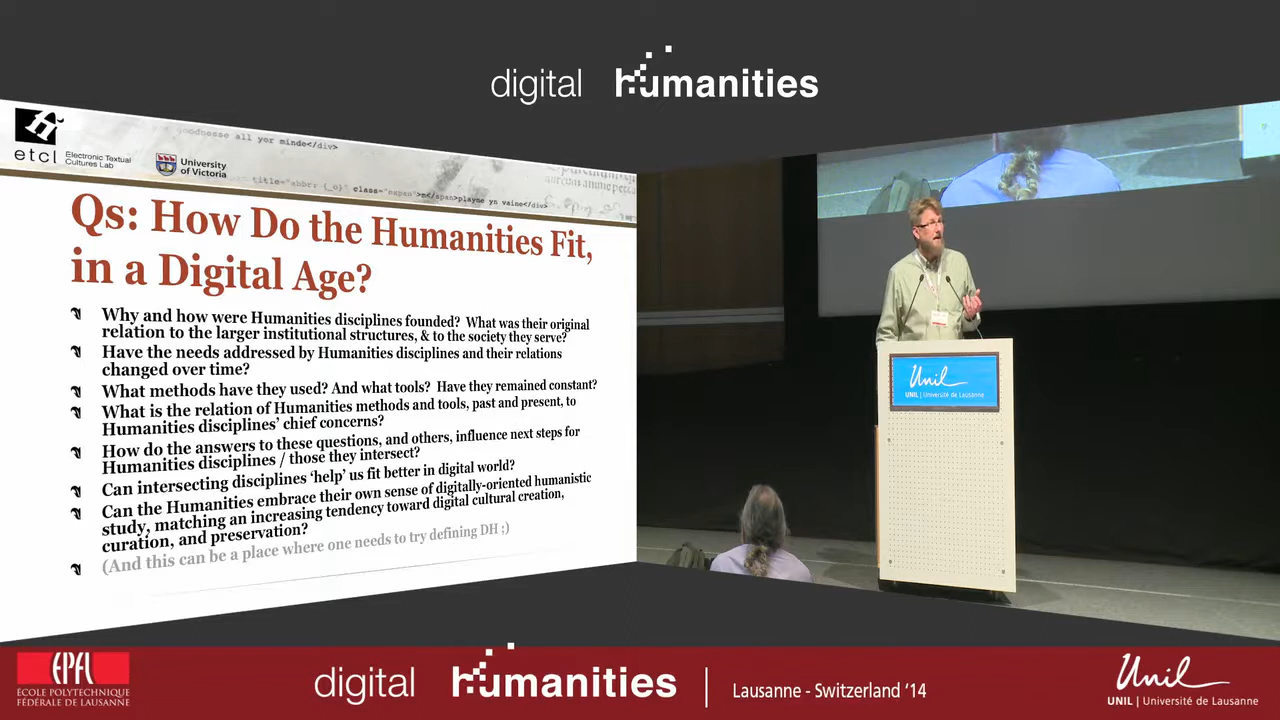 digital humanities
goodnesse all yor minde</div>
etcl Electronic Textual
Cultures Lab
University
of Victoria
playne yn vaine</div>
Qs: How Do the Humanities Fit,
in a Digital Age?
Why and how were Humanities disciplines founded? What was their original
relation to the larger institutional structures, & to the society they serve?
Have the needs addressed by Humanities disciplines and their relations
changed over time?
What methods have they used? And what tools? Have they remained constant?
What is the relation of Humanities methods and tools, past and present, to
Humanities disciplines’ chief concerns?
How do the answers to these questions, and others, influence next steps for
Humanities disciplines / those they intersect?
Can intersecting disciplines ‘help’ us fit better in digital world?
Can the Humanities embrace their own sense of digitally-oriented humanistic
study, matching an increasing tendency toward digital cultural creation,
curation, and preservation?
(And this can be a place where one needs to try defining DH ;)
Unil
UNIL | Université de Lausanne
EPFL
ÉCOLE POLYTECHNIQUE
FÉDÉRALE DE LAUSANNE
digital humanities | Lausanne - Switzerland ‘14
Unil
UNIL | Université de Lausanne